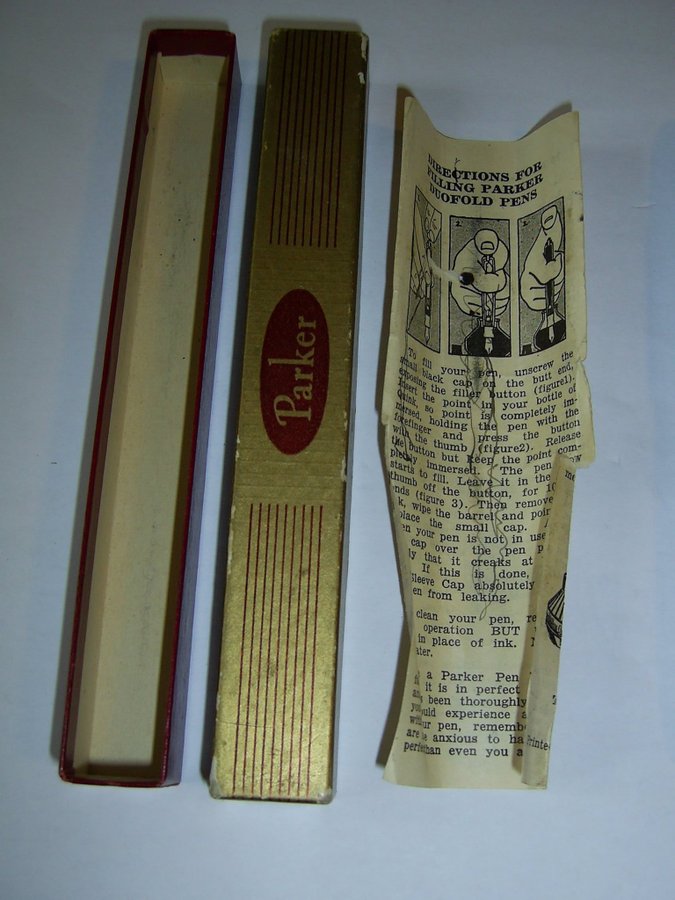 Parker
DIRECTIONS FOR
FILLING PARKER
DUOFOLD PENS
2
To fill your pen, unscrew the
small black cap on the butt end,
exposing the filler button (figure1).
Insert the point in your bottle of
Quink, so point is completely im-
mersed, holding the pen with the
forefinger and press the button
with the thumb (figure2). Release
the button but keep the point com-
pletely immersed. The pen
starts to fill. Leave it in the
thumb off the button, for 10
nds (figure 3). Then remove
k, wipe the barrel and poin
place the small cap.
en your pen is not in use
cap over the pen p
ly that it creaks at
If this is done,
Sleeve Cap absolutely
en from leaking.
clean your pen, re
operation BUT
in place of ink.
ater.
a Parker Pen
it is in perfect
been thoroughly
would experience a
ur pen, rememb
are anxious to ha
than even you a